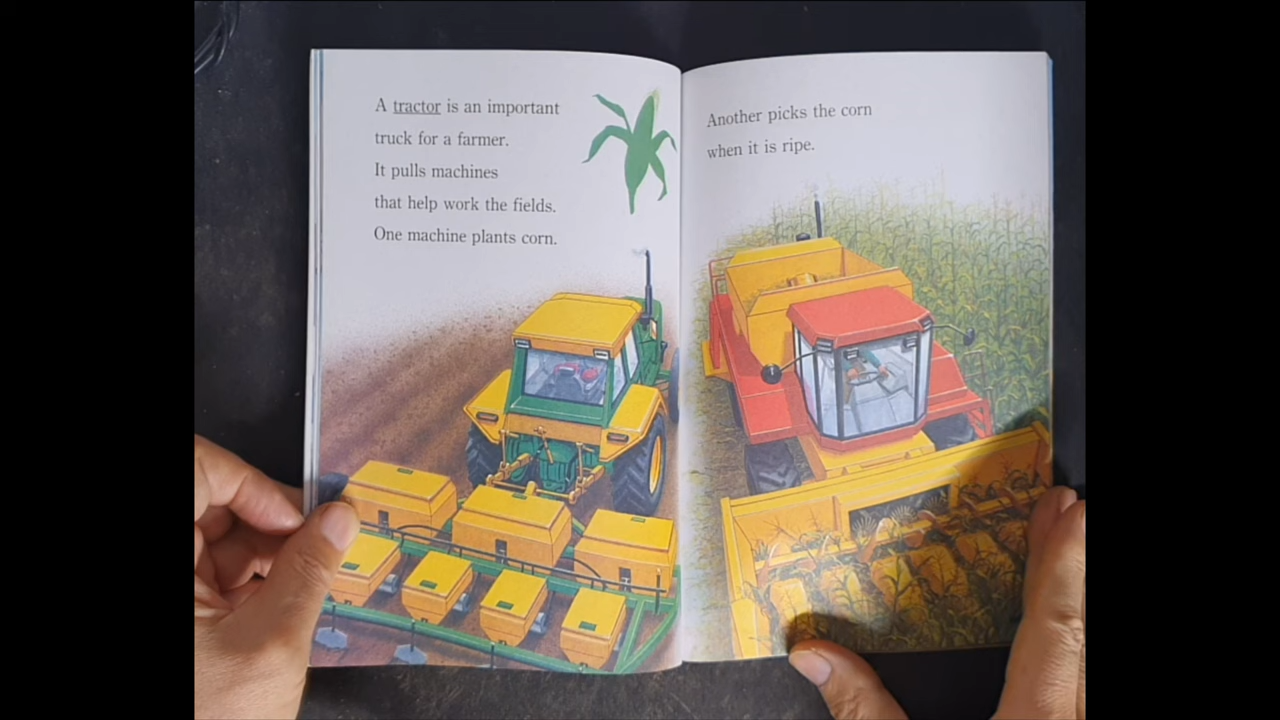 A tractor is an important
truck for a farmer.
It pulls machines
that help work the fields.
One machine plants corn.
Another picks the corn
when it is ripe.